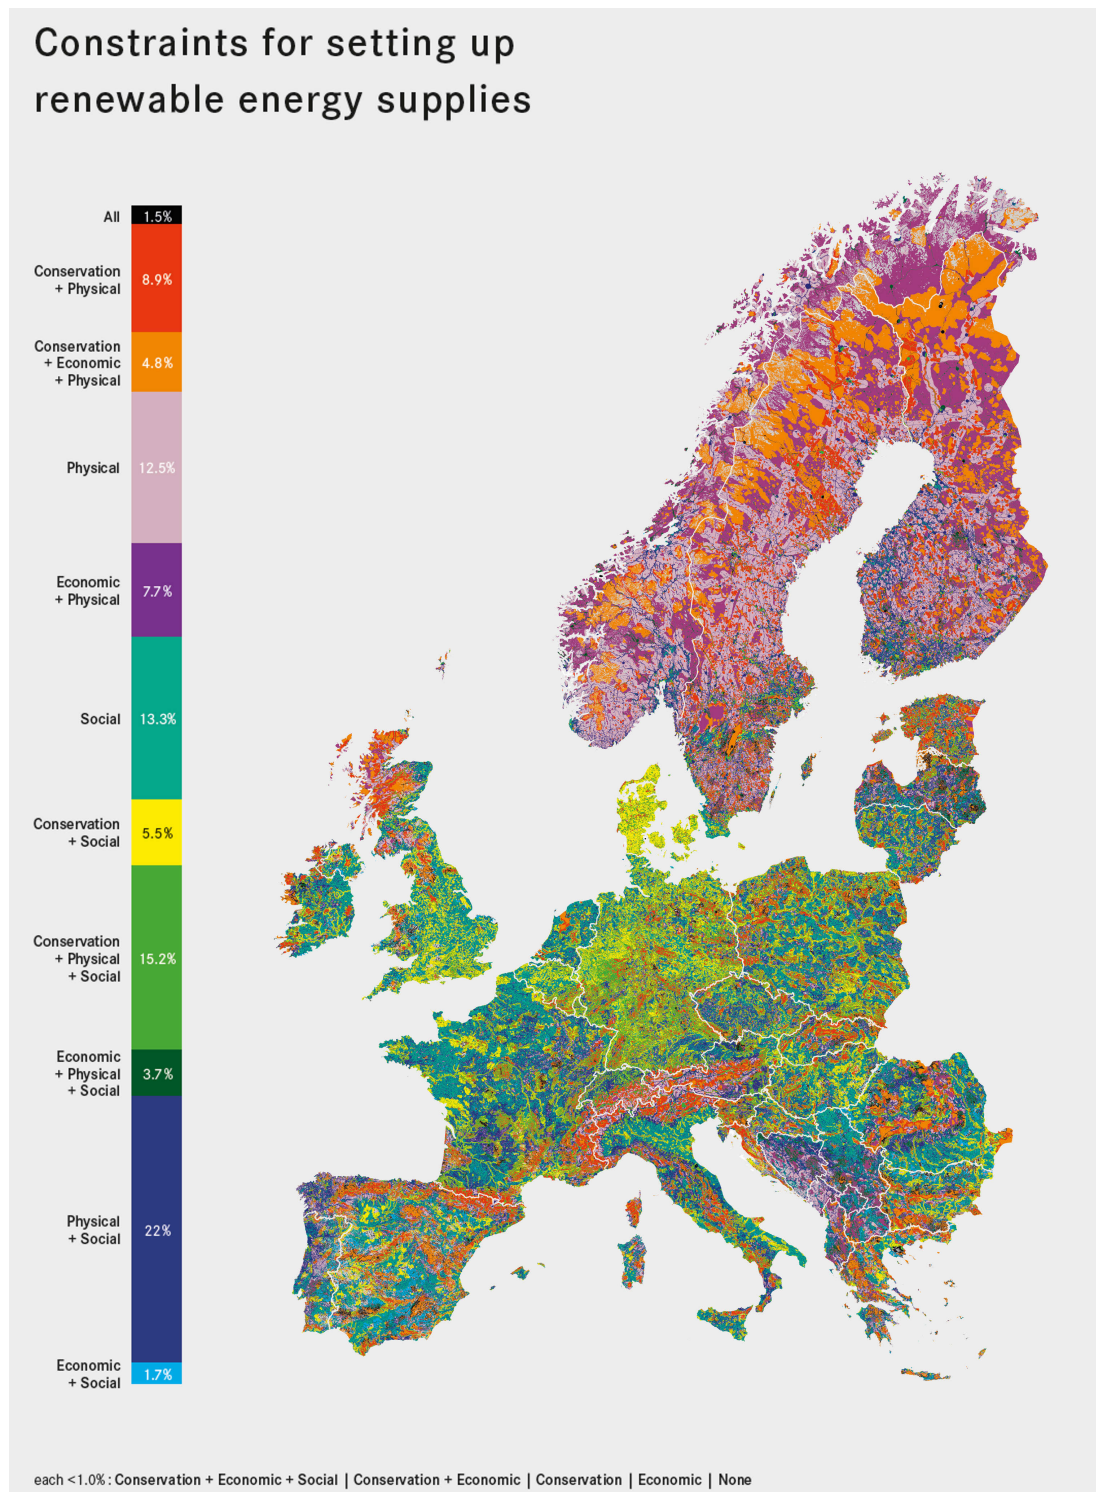 Constraints for setting up
renewable energy supplies
All
1.5%
Conservation
+ Physical
8.9%
Conservation
+ Economic
+ Physical
4.8%
Physical
12.5%
Economic
+ Physical
7.7%
Social
13.3%
Conservation
+ Social
5.5%
Conservation
+ Physical
+ Social
15.2%
Economic
+ Physical
+ Social
3.7%
Physical
+ Social
22%
Economic
+ Social
1.7%
each <1.0%: Conservation + Economic + Social | Conservation + Economic | Conservation | Economic | None